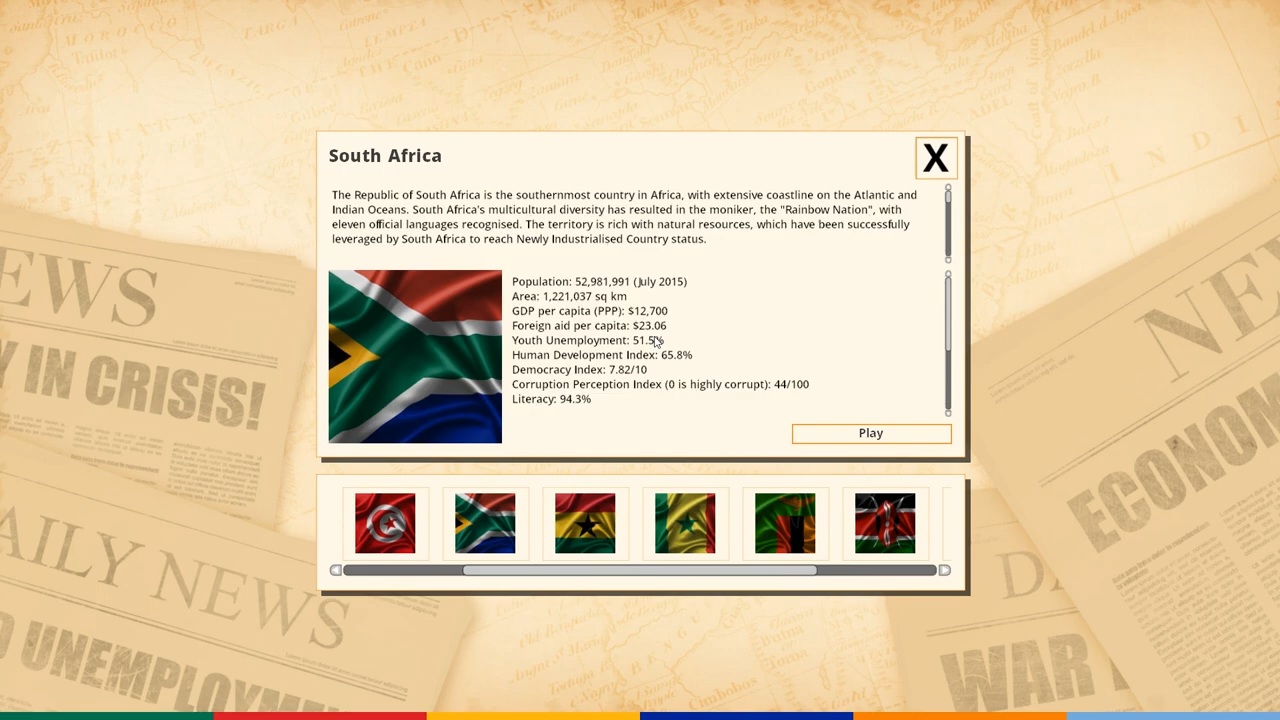 South Africa
X
The Republic of South Africa is the southernmost country in Africa, with extensive coastline on the Atlantic and
Indian Oceans. South Africa's multicultural diversity has resulted in the moniker, the "Rainbow Nation", with
eleven official languages recognised. The territory is rich with natural resources, which have been successfully
leveraged by South Africa to reach Newly Industrialised Country status.
Population: 52,981,991 (July 2015)
Area: 1,221,037 sq km
GDP per capita (PPP): $12,700
Foreign aid per capita: $23.06
Youth Unemployment: 51.5%
Human Development Index: 65.8%
Democracy Index: 7.82/10
Corruption Perception Index (0 is highly corrupt): 44/100
Literacy: 94.3%
Play
EWS
Y IN CRISIS!
AILY NEWS
D UNEMPLOYM
NE
ECONOM
DA
WAR